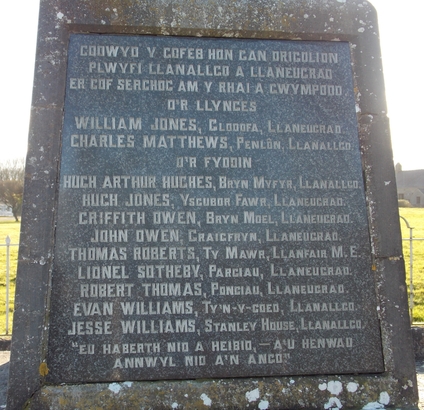 CODWYD Y GOFEB HON GAN DRIGOLION
PLWYFI LLANALLGO A LLANEUGRAD
ER COF SERCHOG AM Y RHAI A GWYMPODD
O'R LLYNGES
WILLIAM JONES, CLODDFA, LLANEUGRAD.
CHARLES MATTHEWS, PENLÔN, LLANALLGO.
O'R FYDDIN
HUGH ARTHUR HUGHES, BRYN MYFYR, LLANALLGO.
HUGH JONES, YSCUBOR FAWR, LLANEUGRAD.
GRIFFITH OWEN, BRYN MOEL, LLANEUGRAD.
JOHN OWEN, CRAIGFRYN, LLANEUGRAD.
THOMAS ROBERTS, TY MAWR, LLANFAIR M.E.
LIONEL SOTHEBY, PARCIAU, LLANEUGRAD.
ROBERT THOMAS, PONCIAU, LLANEUGRAD.
EVAN WILLIAMS, TY'N-Y-COED, LLANALLGO.
JESSE WILLIAMS, STANLEY HOUSE, LLANALLGO.
"EU HABERTH NID A HEIBIO, — A'U HENWAU
ANNWYL NID A'N ANGO."